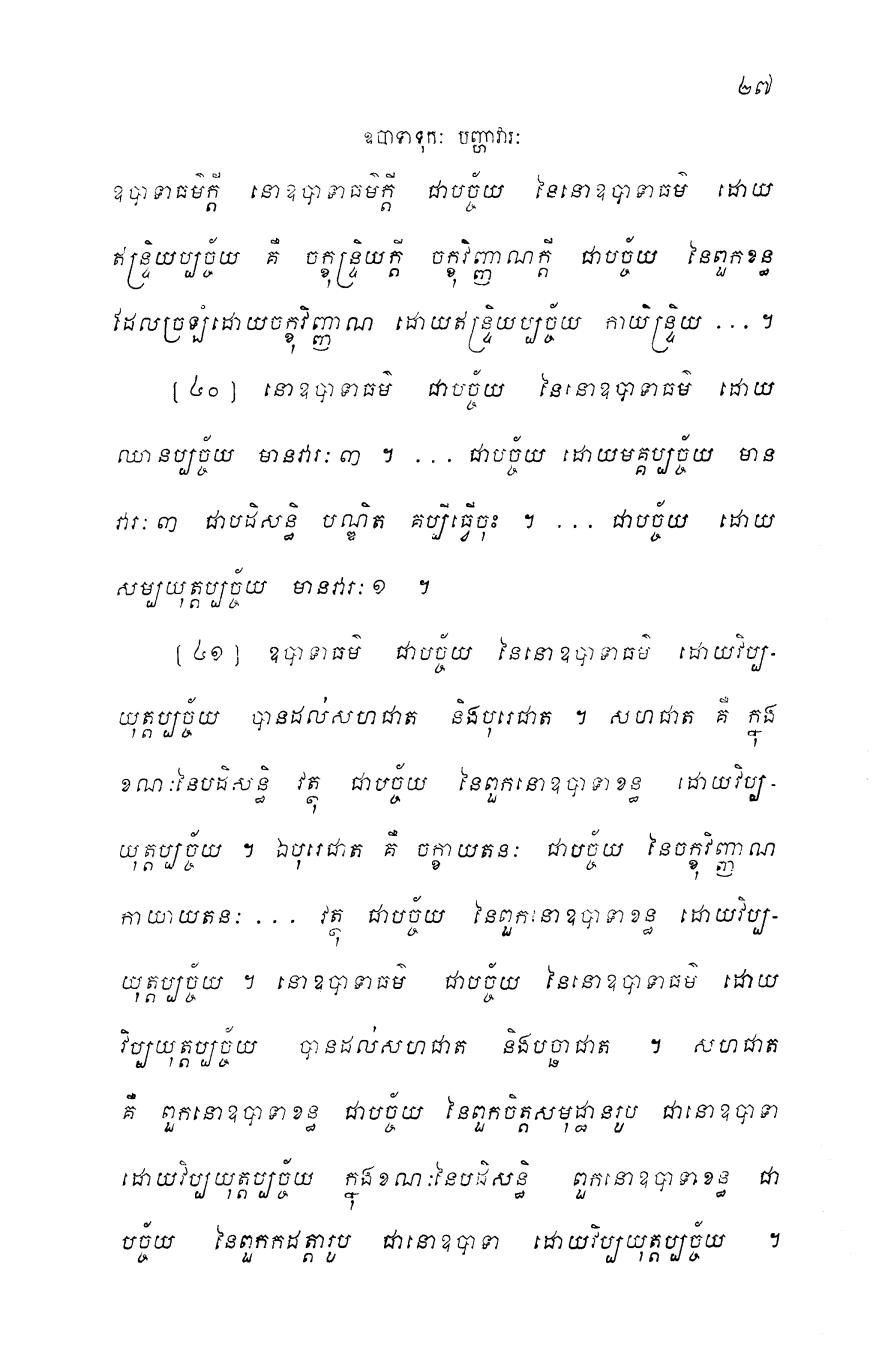 ២៧
ឧបាទាទុកៈ បញ្ហាវារៈ
ឧបាទាធម៌ក្តី នោឧបាទាធម៌ក្តី ជាបច្ច័យ នៃនោឧបាទាធម៌ ដោយ
ឥន្ទ្រិយប្បច្ច័យ គឺ ចក្ខុន្ទ្រិយក្តី ចក្ខុវិញ្ញាណក្តី ជាបច្ច័យ នៃពួកខន្ធ
ដែលច្រឡំដោយចក្ខុវិញ្ញាណ ដោយឥន្ទ្រិយប្បច្ច័យ កាយិន្ទ្រិយ ... ។
[៤០] នោឧបាទាធម៌ ជាបច្ច័យ នៃនោឧបាទាធម៌ ដោយ
ឈានប្បច្ច័យ មានវារៈ ៣ ។ ... ជាបច្ច័យ ដោយមគ្គប្បច្ច័យ មាន
វារៈ ៣ ជាបដិសន្ធិ បណ្ឌិត គប្បីធ្វើចុះ ។ ... ជាបច្ច័យ ដោយ
សម្បយុត្តប្បច្ច័យ មានវារៈ ១ ។
[៤១] ឧបាទាធម៌ ជាបច្ច័យ នៃនោឧបាទាធម៌ ដោយវិប្ប-
យុត្តប្បច្ច័យ បានដល់សហជាត និងបុរេជាត ។ សហជាត គឺ ក្នុង
ខណៈនៃបដិសន្ធិ វត្ថុ ជាបច្ច័យ នៃពួកនោឧបាទាខន្ធ ដោយវិប្ប-
យុត្តប្បច្ច័យ ។ ឯបុរេជាត គឺ ចក្ខាយតនៈ ជាបច្ច័យ នៃចក្ខុវិញ្ញាណ
កាយាយតនៈ ... វត្ថុ ជាបច្ច័យ នៃពួកនោឧបាទាខន្ធ ដោយវិប្ប-
យុត្តប្បច្ច័យ ។ នោឧបាទាធម៌ ជាបច្ច័យ នៃនោឧបាទាធម៌ ដោយ
វិប្បយុត្តប្បច្ច័យ បានដល់សហជាត និងបច្ឆាជាត ។ សហជាត
គឺ ពួកនោឧបាទាខន្ធ ជាបច្ច័យ នៃពួកចិត្តសមុដ្ឋានរូប ជានោឧបាទា
ដោយវិប្បយុត្តប្បច្ច័យ ក្នុងខណៈនៃបដិសន្ធិ ពួកនោឧបាទាខន្ធ ជា
បច្ច័យ នៃពួកកដត្តារូប ជានោឧបាទា ដោយវិប្បយុត្តប្បច្ច័យ ។